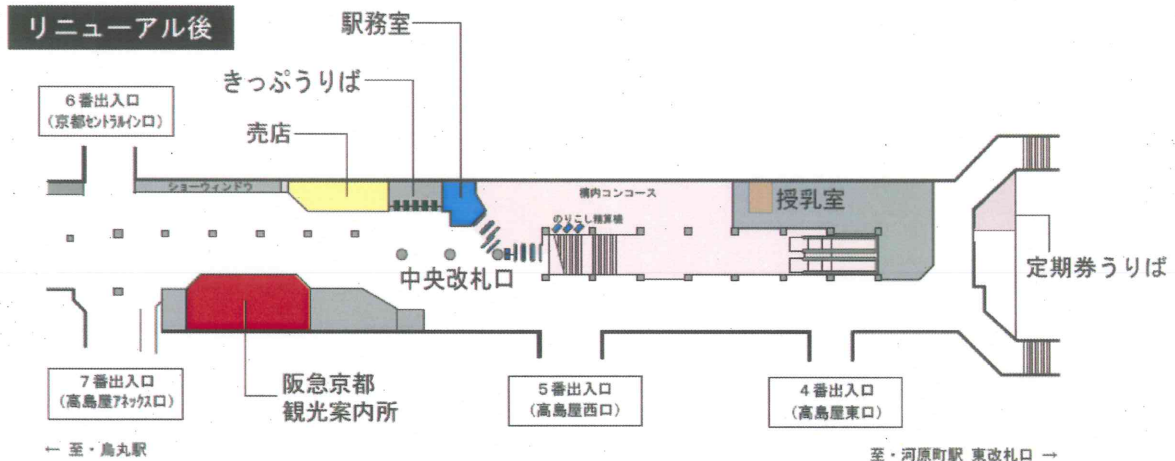 リニューアル後
駅務室
きっぷうりば
売店
6番出入口
(京都セントラルイン口)
ショーウィンドウ
構内コンコース
のりこし精算機
授乳室
中央改札口
定期券うりば
7番出入口
(高島屋アネックス口)
阪急京都
観光案内所
5番出入口
(高島屋西口)
4番出入口
(高島屋東口)
← 至・烏丸駅
至・河原町駅 東改札口 →